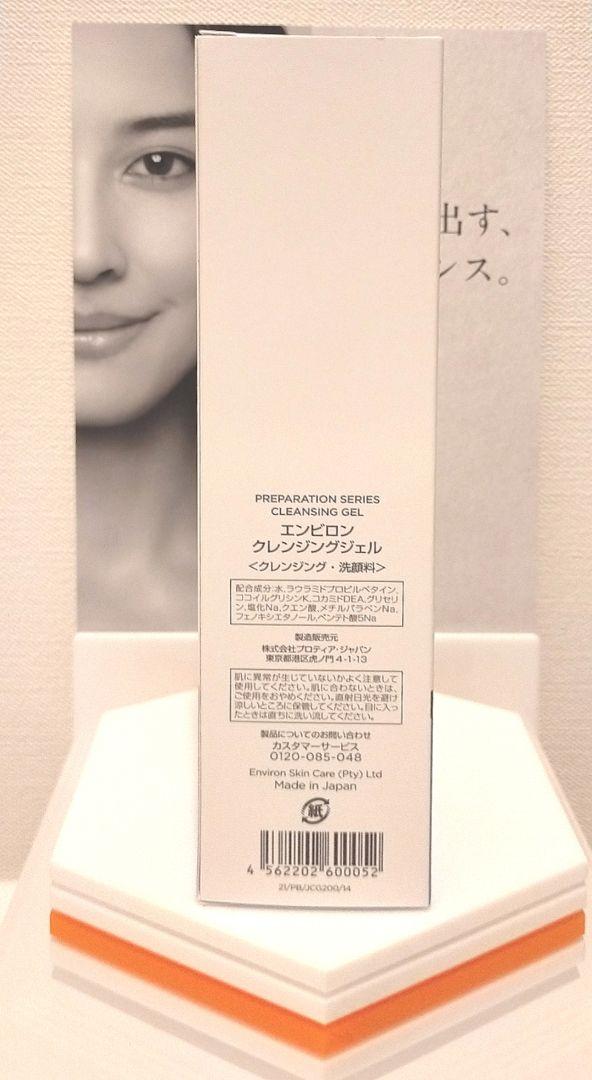 出す、
ンス。
PREPARATION SERIES
CLEANSING GEL
エンビロン
クレンジングジェル
<クレンジング・洗顔料>
配合成分:水,ラウラミドプロピルベタイン,
ココイルグリシンK,コカミドDEA,グリセリ
ン,塩化Na,クエン酸,メチルパラベンNa,
フェノキシエタノール,ペンテト酸5Na
製造販売元
株式会社プロティア・ジャパン
東京都港区虎ノ門4-1-13
肌に異常が生じていないかよく注意して
使用してください。肌に合わないときは、
ご使用をおやめください。直射日光を避け
涼しいところに保管してください。目に入っ
たときは直ちに洗い流してください。
製品についてのお問い合わせ
カスタマーサービス
0120-085-048
Environ Skin Care (Pty) Ltd
Made in Japan
紙
4 562202 600052
21/PB/JCG200/14